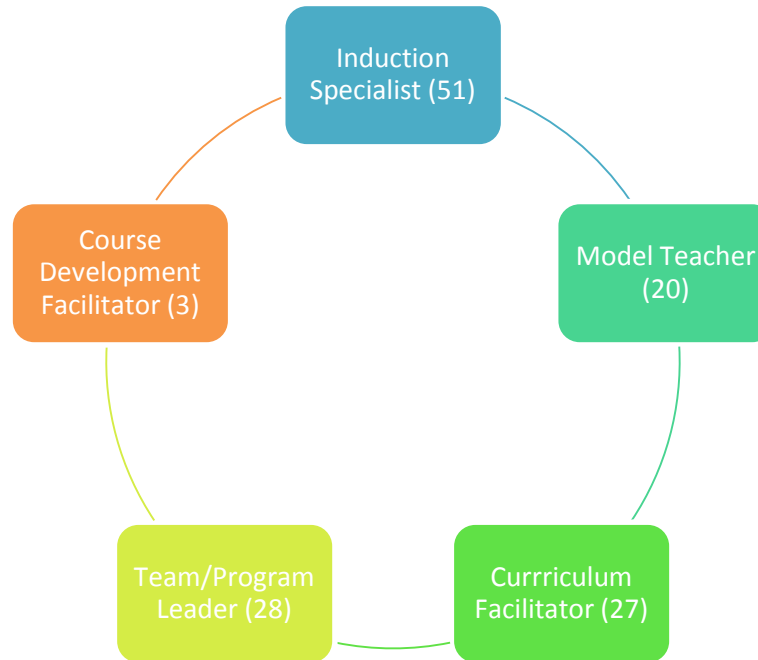 Induction
Specialist (51)
Model Teacher
(20)
Currriculum
Facilitator (27)
Team/Program
Leader (28)
Course
Development
Facilitator (3)